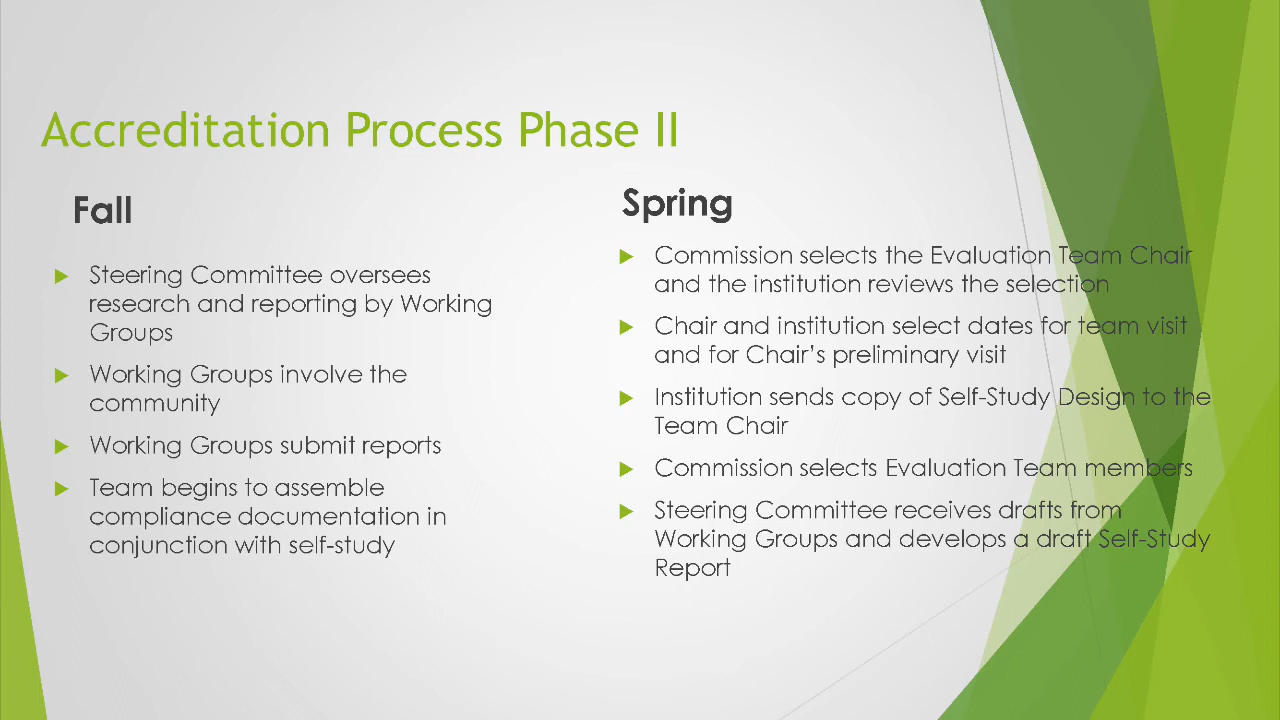 Accreditation Process Phase II
Fall
Steering Committee oversees
research and reporting by Working
Groups
Working Groups involve the
community
Working Groups submit reports
Team begins to assemble
compliance documentation in
conjunction with self-study
Spring
Commission selects the Evaluation Team Chair
and the institution reviews the selection
Chair and institution select dates for team visit
and for Chair’s preliminary visit
Institution sends copy of Self-Study Design to the
Team Chair
Commission selects Evaluation Team members
Steering Committee receives drafts from
Working Groups and develops a draft Self-Study
Report